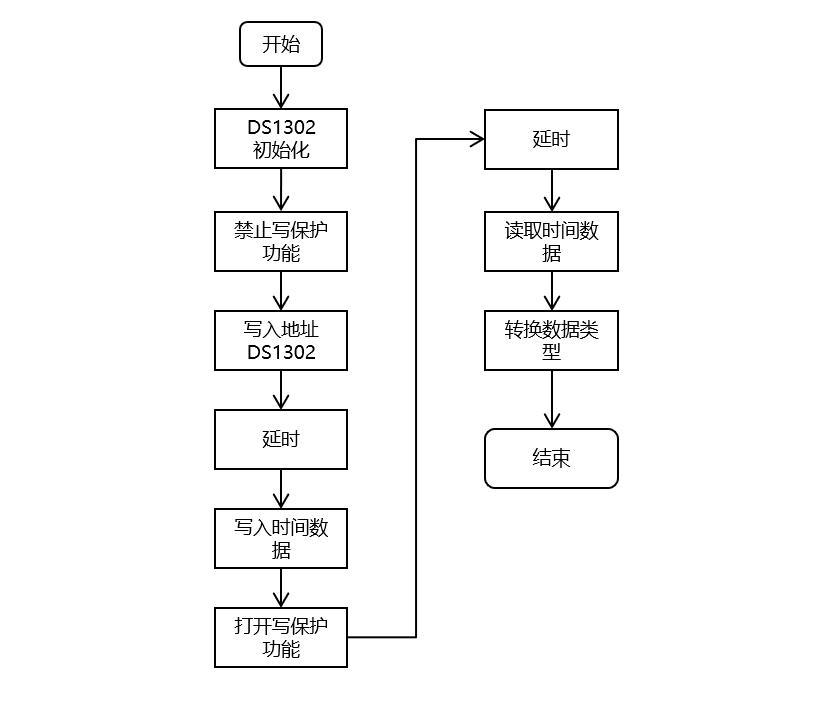 开始
DS1302
初始化
禁止写保护
功能
写入地址
DS1302
延时
写入时间数
据
打开写保护
功能
延时
读取时间数
据
转换数据类
型
结束